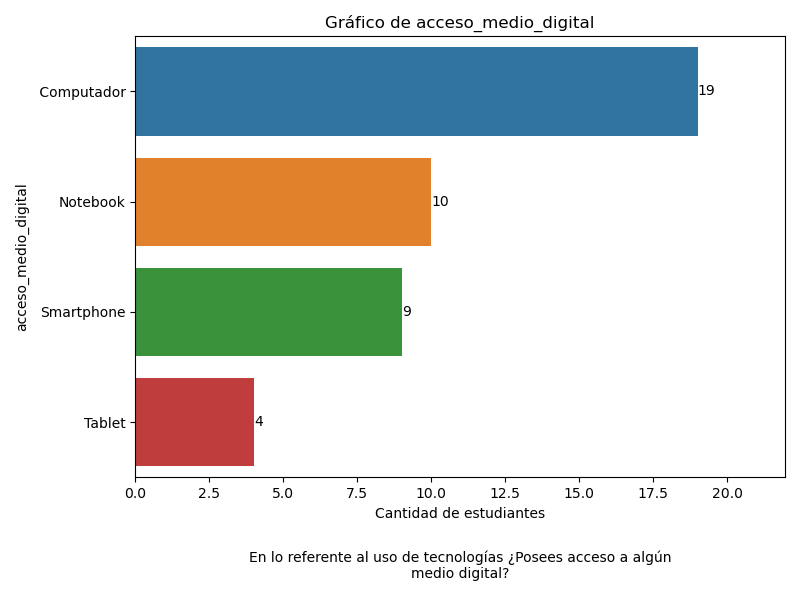 Gráfico de acceso_medio_digital
acceso_medio_digital
Computador
19
Notebook
10
Smartphone
9
Tablet
4
0.0 2.5 5.0 7.5 10.0 12.5 15.0 17.5 20.0
Cantidad de estudiantes
En lo referente al uso de tecnologías ¿Posees acceso a algún
medio digital?